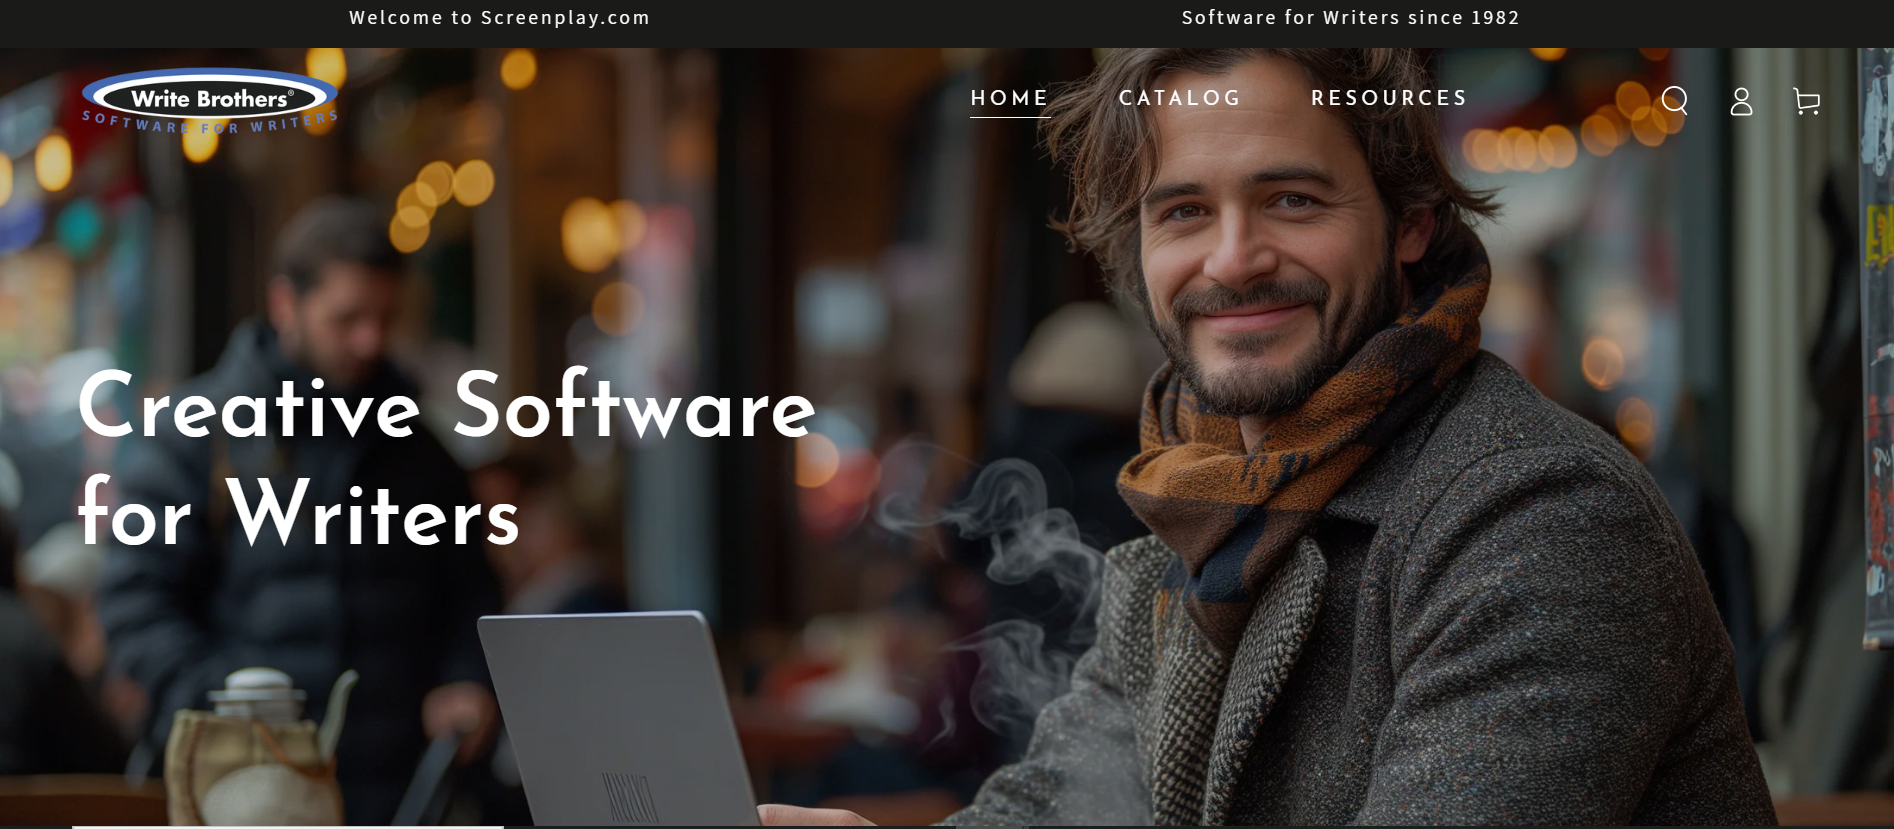 Welcome to Screenplay.com
Software for Writers since 1982
Write Brothers®
SOFTWARE FOR WRITERS
HOME
CATALOG
RESOURCES
Creative Software
for Writers